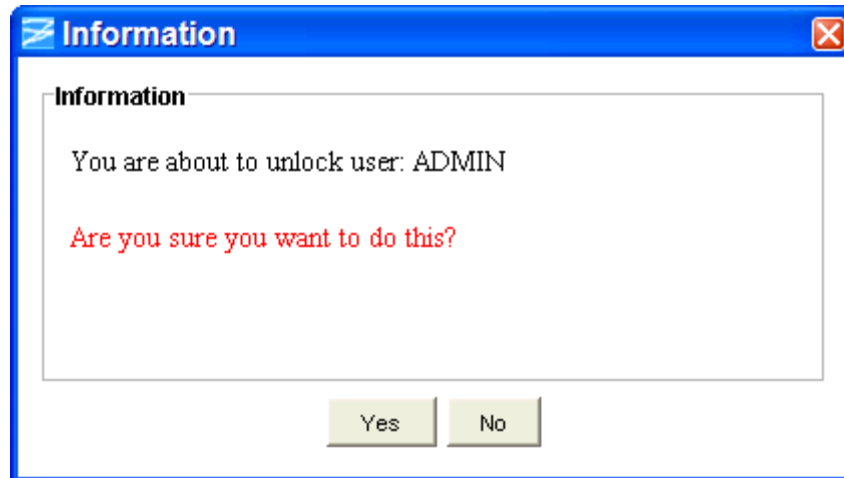 Information
Information
You are about to unlock user: ADMIN
Are you sure you want to do this?
Yes No